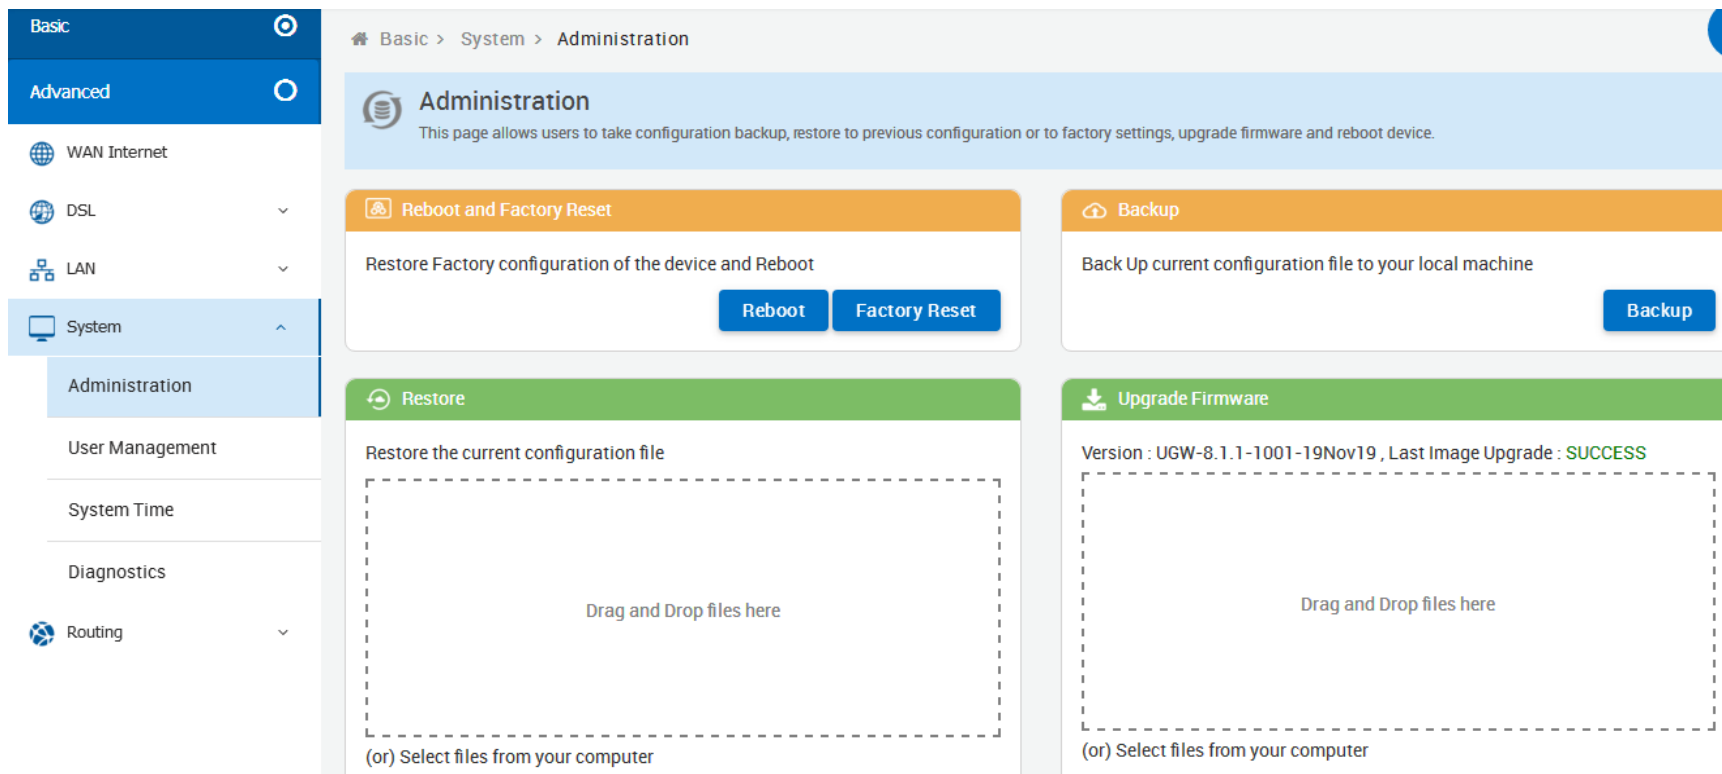 Basic
Advanced
WAN Internet
DSL
LAN
System
Administration
User Management
System Time
Diagnostics
Routing
Basic > System > Administration
Administration
This page allows users to take configuration backup, restore to previous configuration or to factory settings, upgrade firmware and reboot device.
Reboot and Factory Reset
Restore Factory configuration of the device and Reboot
Reboot Factory Reset
Backup
Back Up current configuration file to your local machine
Backup
Restore
Restore the current configuration file
Drag and Drop files here
(or) Select files from your computer
Upgrade Firmware
Version : UGW-8.1.1-1001-19Nov19 , Last Image Upgrade : SUCCESS
Drag and Drop files here
(or) Select files from your computer